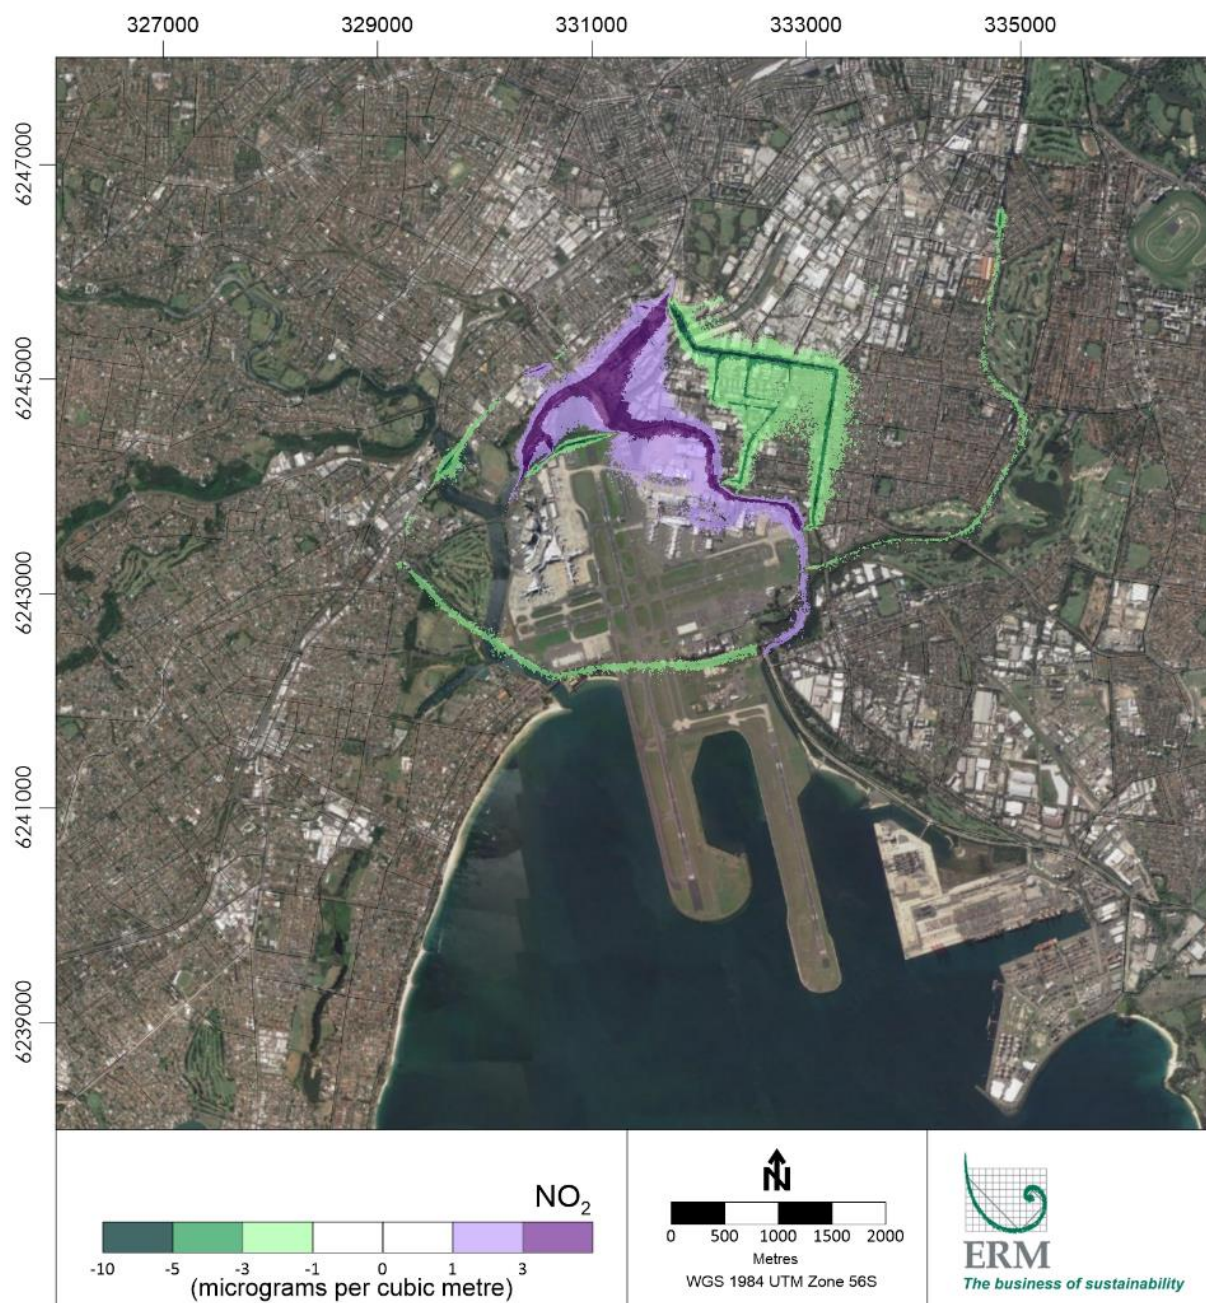 327000 329000 331000 333000 335000
6247000
6245000
6243000
6241000
6239000
NO₂
-10 -5 -3 -1 0 1 3
(micrograms per cubic metre)
N
0 500 1000 1500 2000
Metres
WGS 1984 UTM Zone 56S
ERM
The business of sustainability